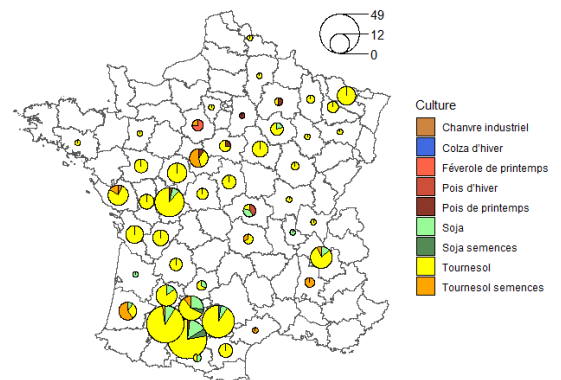 49
12
0
Culture
Chanvre industriel
Colza d'hiver
Féverole de printemps
Pois d'hiver
Pois de printemps
Soja
Soja semences
Tournesol
Tournesol semences